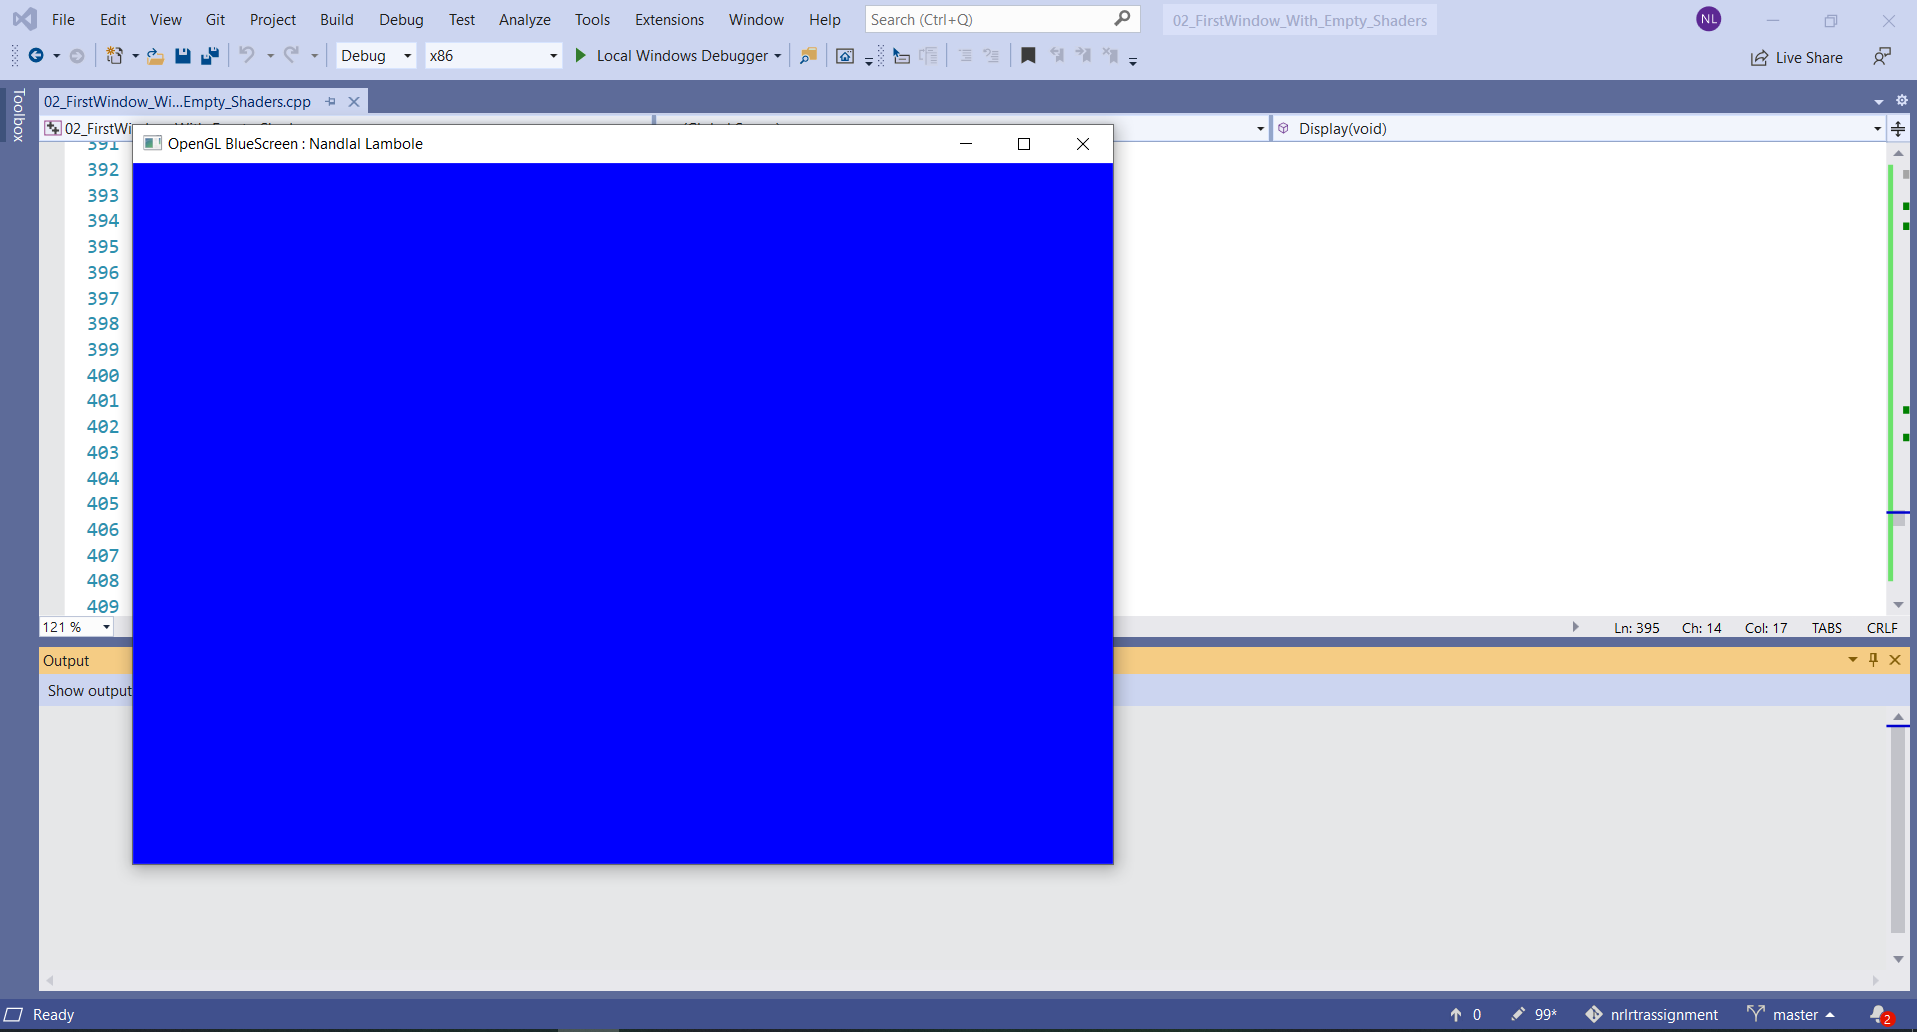 File Edit View Git Project Build Debug Test Analyze Tools Extensions Window Help Search (Ctrl+Q) 02_FirstWindow_With_Empty_Shaders NL
Debug x86 Local Windows Debugger Live Share
Toolbox
02_FirstWindow_Wi...Empty_Shaders.cpp
02_FirstWi Display(void)
OpenGL BlueScreen : Nandlal Lambole
391
392
393
394
395
396
397
398
399
400
401
402
403
404
405
406
407
408
409
121 % Ln: 395 Ch: 14 Col: 17 TABS CRLF
Output
Show output
Ready 0 99* nrlrtrassignment master 2